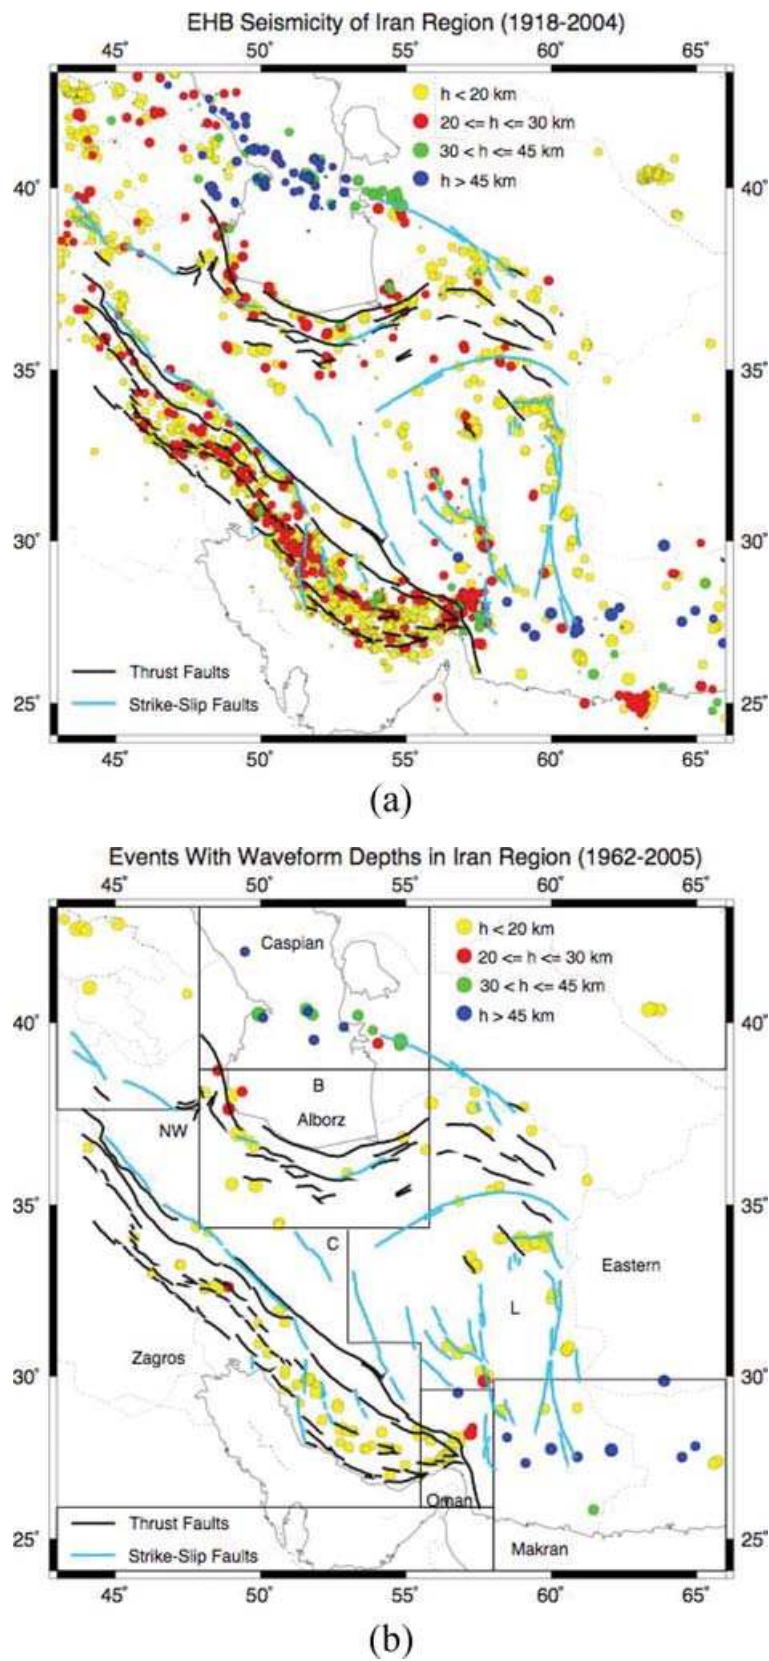 EHB Seismicity of Iran Region (1918-2004)
45° 50° 55° 60° 65°
h < 20 km
20 <= h <= 30 km
30 < h <= 45 km
h > 45 km
40° 40°
35° 35°
30° 30°
Thrust Faults
Strike-Slip Faults
25° 25°
45° 50° 55° 60° 65°
(a)
Events With Waveform Depths in Iran Region (1962-2005)
45° 50° 55° 60° 65°
Caspian
h < 20 km
20 <= h <= 30 km
30 < h <= 45 km
h > 45 km
40° 40°
B
Alborz
NW
35° 35°
C
Eastern
L
Zagros
30° 30°
Oman
Thrust Faults
Makran
Strike-Slip Faults
25° 25°
45° 50° 55° 60° 65°
(b)